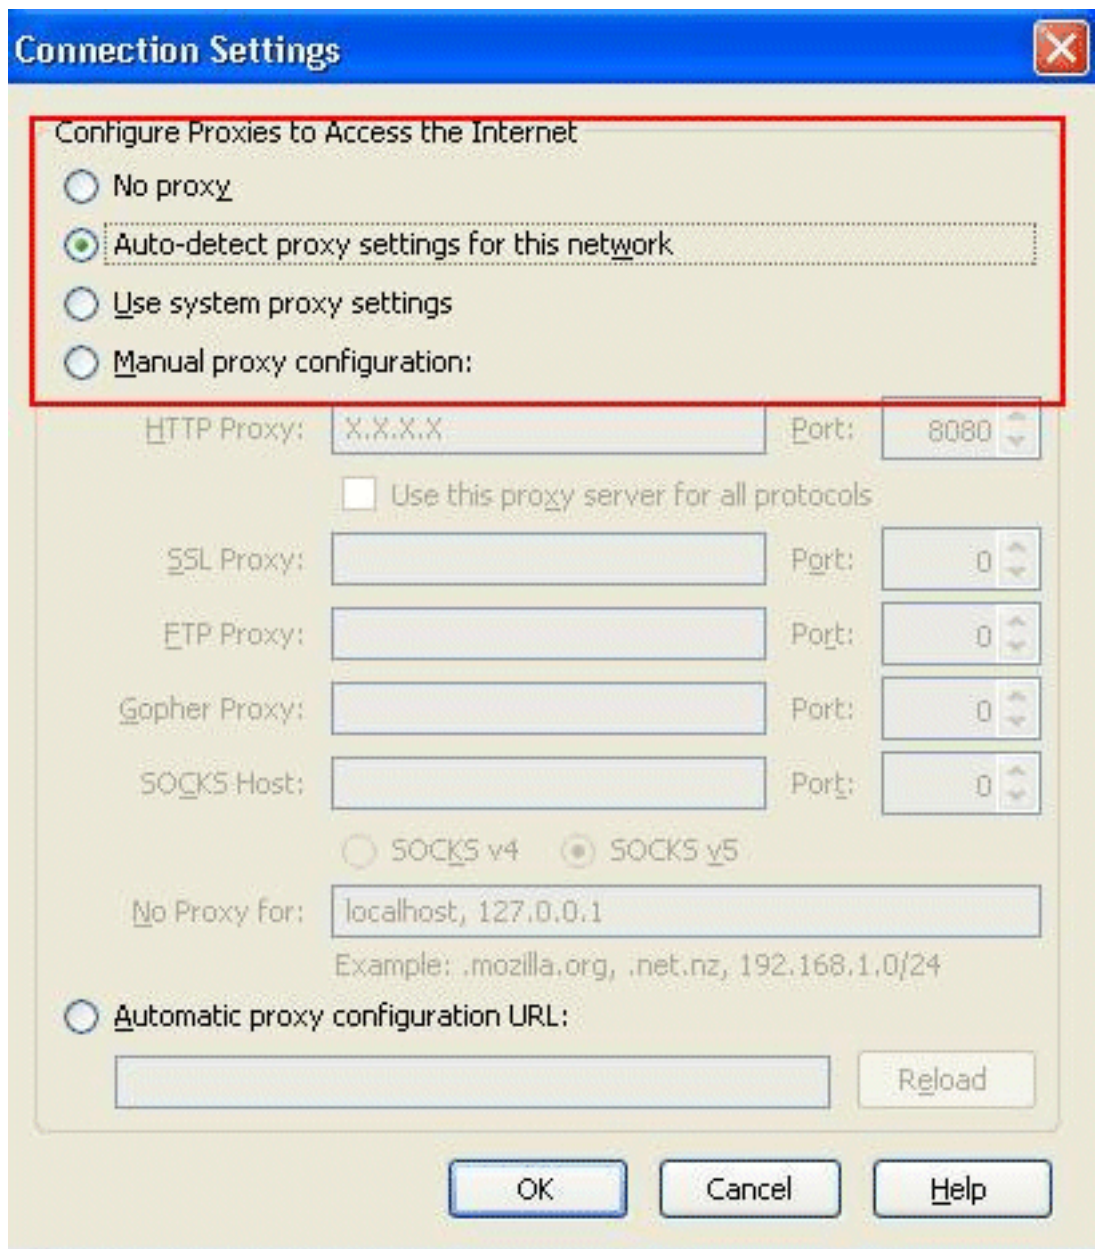 Connection Settings
Configure Proxies to Access the Internet
No proxy
Auto-detect proxy settings for this network
Use system proxy settings
Manual proxy configuration:
HTTP Proxy: X.X.X.X Port: 8080
Use this proxy server for all protocols
SSL Proxy: Port: 0
FTP Proxy: Port: 0
Gopher Proxy: Port: 0
SOCKS Host: Port: 0
SOCKS v4 SOCKS v5
No Proxy for: localhost, 127.0.0.1
Example: .mozilla.org, .net.nz, 192.168.1.0/24
Automatic proxy configuration URL:
Reload
OK Cancel Help